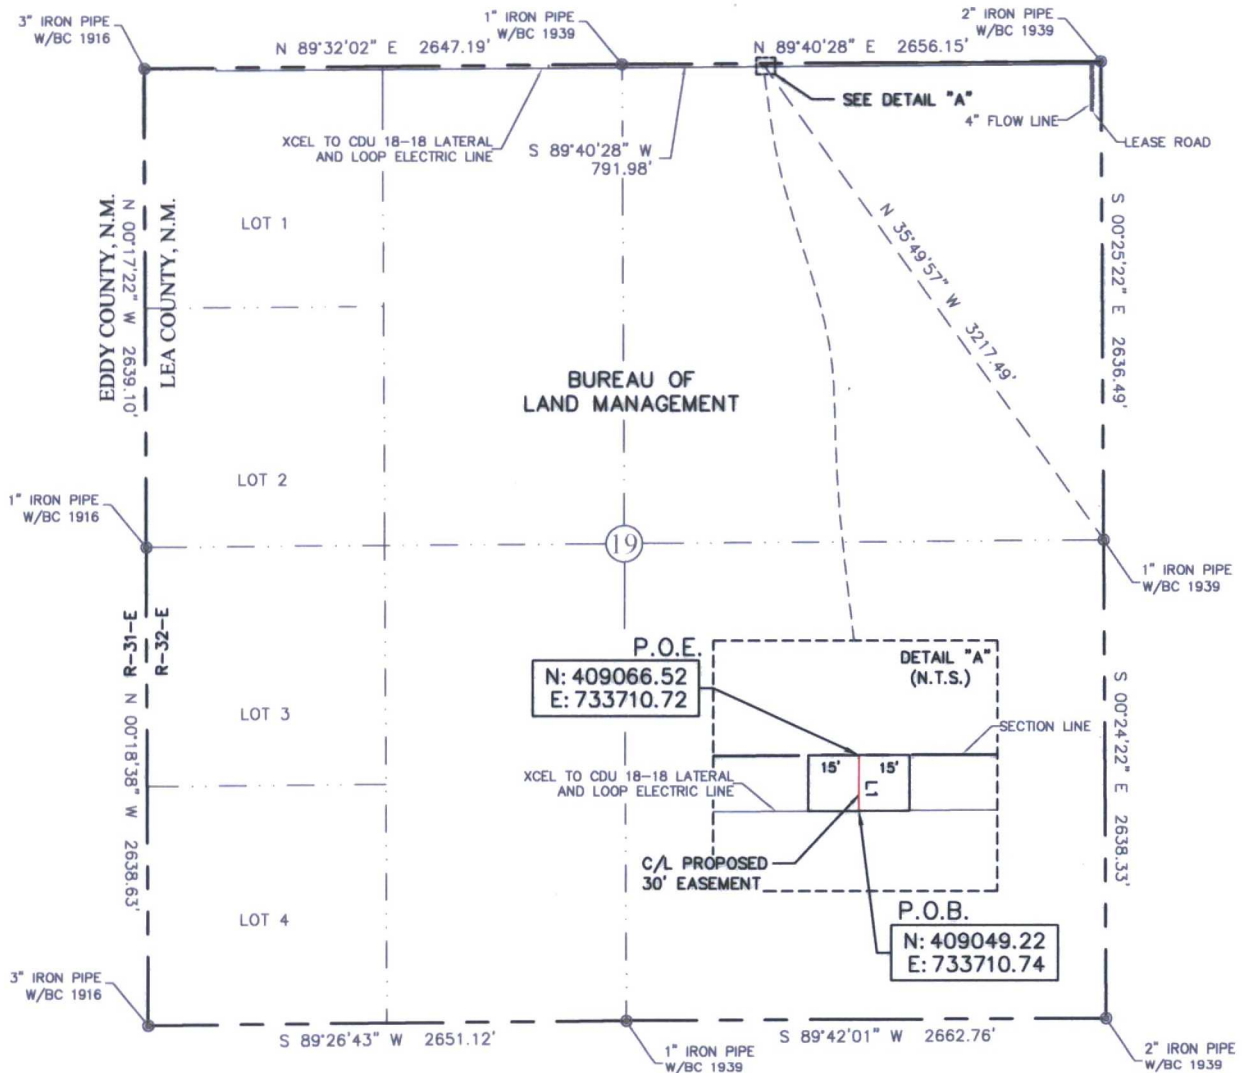 3" IRON PIPE
W/BC 1916
N 89°32'02" E 2647.19'
1" IRON PIPE
W/BC 1939
N 89°40'28" E 2656.15'
2" IRON PIPE
W/BC 1939
SEE DETAIL "A"
4" FLOW LINE
LEASE ROAD
XCEL TO CDU 18-18 LATERAL
AND LOOP ELECTRIC LINE
S 89°40'28" W
791.98'
EDDY COUNTY, N.M.
N 00°17'22" W 2639.10'
LEA COUNTY, N.M.
LOT 1
N 35°49'57" W 3217.49'
S 00°25'22" E 2636.49'
BUREAU OF
LAND MANAGEMENT
LOT 2
1" IRON PIPE
W/BC 1916
19
1" IRON PIPE
W/BC 1939
R-31-E
R-32-E
N 00°18'38" W 2638.63'
LOT 3
P.O.E.
N: 409066.52
E: 733710.72
DETAIL "A"
(N.T.S.)
SECTION LINE
15' 15'
L1
XCEL TO CDU 18-18 LATERAL
AND LOOP ELECTRIC LINE
C/L PROPOSED
30' EASEMENT
S 00°24'22" E 2638.33'
P.O.B.
N: 409049.22
E: 733710.74
LOT 4
3" IRON PIPE
W/BC 1916
S 89°26'43" W 2651.12'
1" IRON PIPE
W/BC 1939
S 89°42'01" W 2662.76'
2" IRON PIPE
W/BC 1939